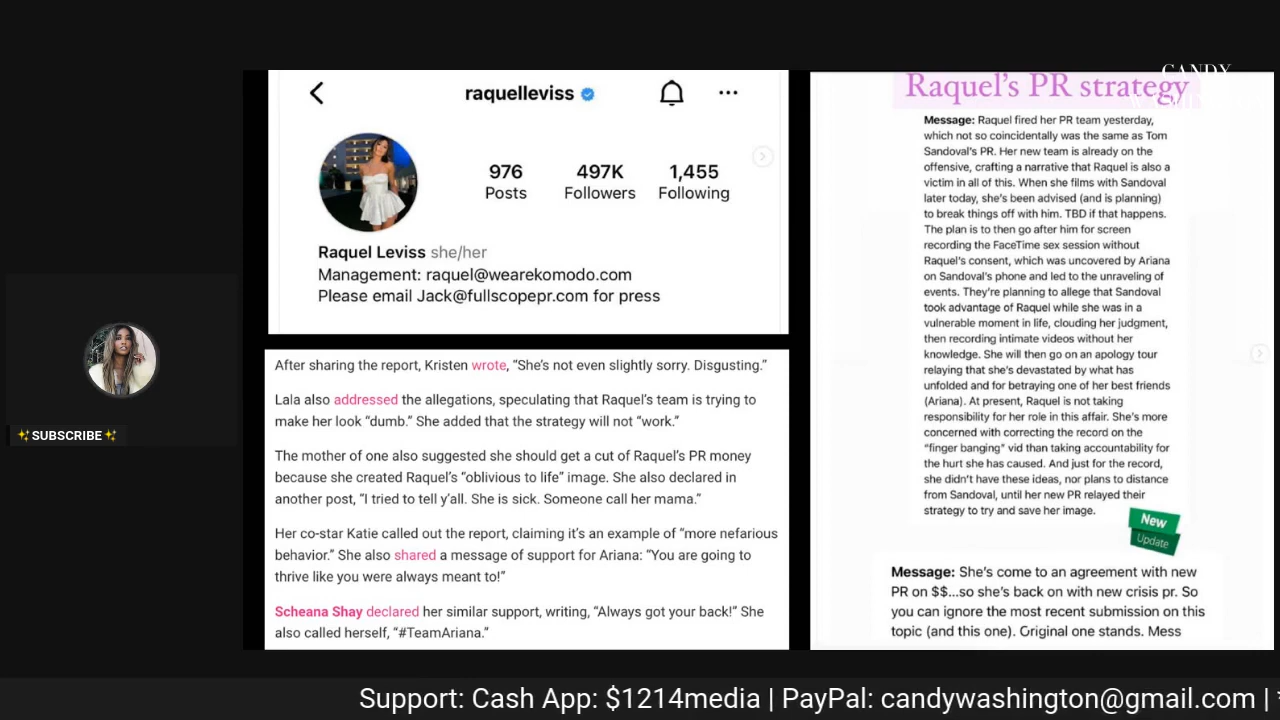 raquelleviss
976
497K
1,455
Posts
Followers
Following
Raquel Leviss she/her
Management: raquel@wearekomodo.com
Please email Jack@fullscopepr.com for press
After sharing the report, Kristen wrote, “She’s not even slightly sorry. Disgusting.”
Lala also addressed the allegations, speculating that Raquel’s team is trying to
make her look “dumb.” She added that the strategy will not “work.”
The mother of one also suggested she should get a cut of Raquel’s PR money
because she created Raquel’s “oblivious to life” image. She also declared in
another post, “I tried to tell y’all. She is sick. Someone call her mama.”
Her co-star Katie called out the report, claiming it’s an example of “more nefarious
behavior.” She also shared a message of support for Ariana: “You are going to
thrive like you were always meant to!”
Scheana Shay declared her similar support, writing, “Always got your back!” She
also called herself, “#TeamAriana.”
CANDY
Raquel’s PR strategy
Message: Raquel fired her PR team yesterday,
which not so coincidentally was the same as Tom
Sandoval’s PR. Her new team is already on the
offensive, crafting a narrative that Raquel is also a
victim in all of this. When she films with Sandoval
later today, she’s been advised (and is planning)
to break things off with him. TBD if that happens.
The plan is to then go after him for screen
recording the FaceTime sex session without
Raquel’s consent, which was uncovered by Ariana
on Sandoval’s phone and led to the unraveling of
events. They’re planning to allege that Sandoval
took advantage of Raquel while she was in a
vulnerable moment in life, clouding her judgment,
then recording intimate videos without her
knowledge. She will then go on an apology tour
relaying that she’s devastated by what has
unfolded and for betraying one of her best friends
(Ariana). At present, Raquel is not taking
responsibility for her role in this affair. She’s more
concerned with correcting the record on the
“finger banging” vid than taking accountability for
the hurt she has caused. And just for the record,
she didn’t have these ideas, nor plans to distance
from Sandoval, until her new PR relayed their
strategy to try and save her image.
New
Update
Message: She’s come to an agreement with new
PR on $$...so she’s back on with new crisis pr. So
you can ignore the most recent submission on this
topic (and this one). Original one stands. Mess
✨SUBSCRIBE✨
Support: Cash App: $1214media | PayPal: candywashington@gmail.com |